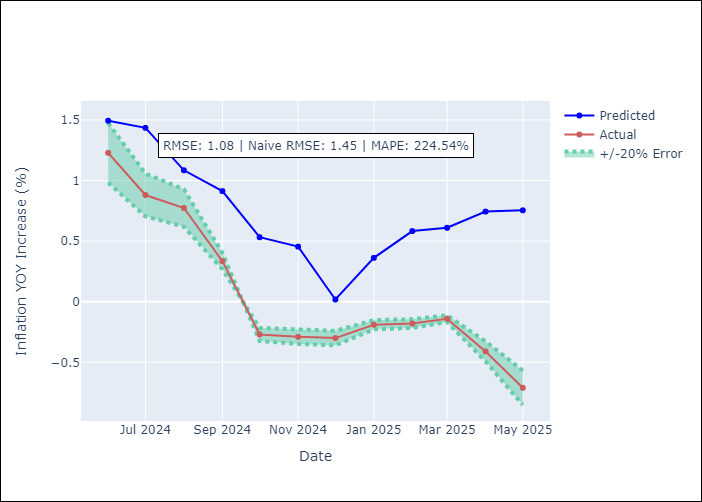 RMSE: 1.08 | Naive RMSE: 1.45 | MAPE: 224.54%
Predicted
Actual
+/-20% Error
Inflation YOY Increase (%)
1.5
1
0.5
0
−0.5
Jul 2024
Sep 2024
Nov 2024
Jan 2025
Mar 2025
May 2025
Date